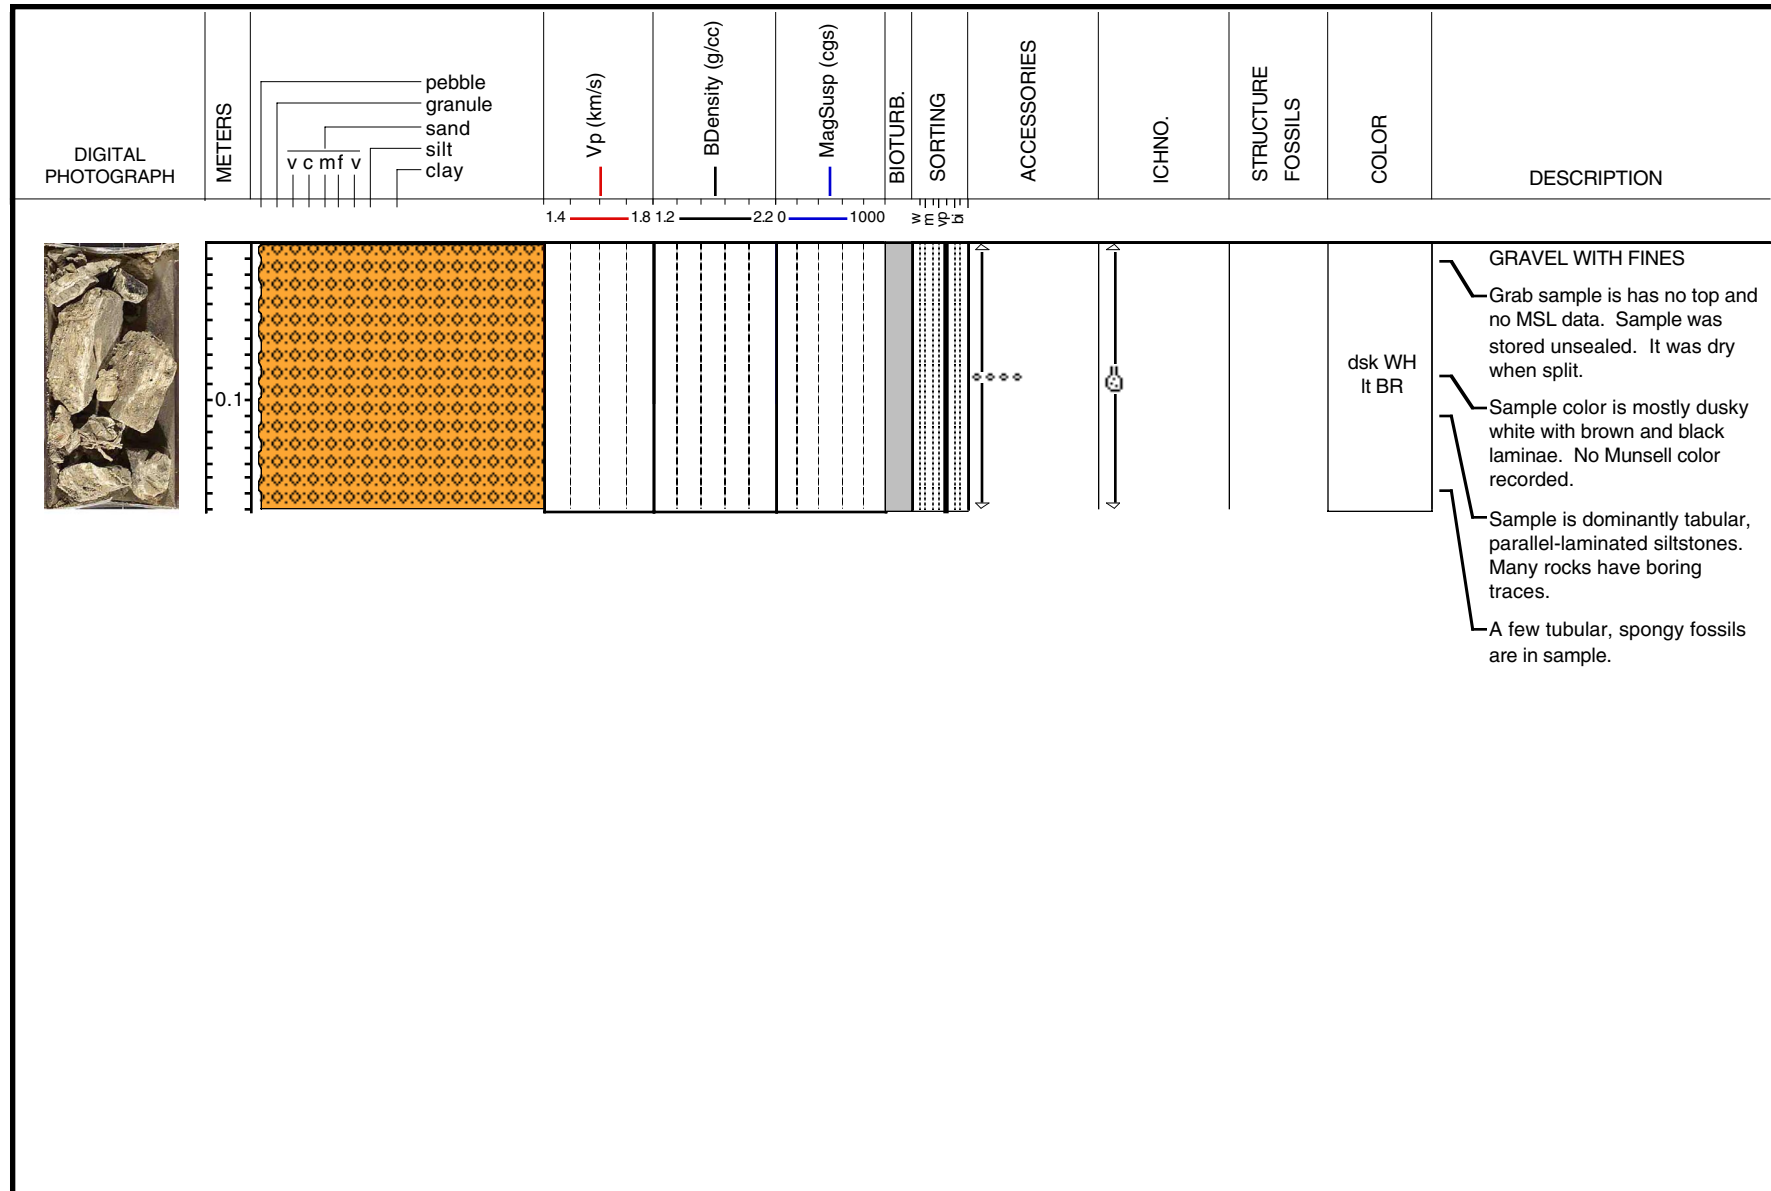 DIGITAL
PHOTOGRAPH
METERS
pebble
granule
sand
silt
clay
v c m f v
Vp (km/s)
1.4 1.8
BDensity (g/cc)
1.2 2.2
MagSusp (cgs)
0 1000
BIOTURB.
SORTING
w
m
vp
bi
ACCESSORIES
ICHNO.
STRUCTURE
FOSSILS
COLOR
DESCRIPTION
0.1
dsk WH
lt BR
GRAVEL WITH FINES
Grab sample is has no top and
no MSL data. Sample was
stored unsealed. It was dry
when split.
Sample color is mostly dusky
white with brown and black
laminae. No Munsell color
recorded.
Sample is dominantly tabular,
parallel-laminated siltstones.
Many rocks have boring
traces.
A few tubular, spongy fossils
are in sample.